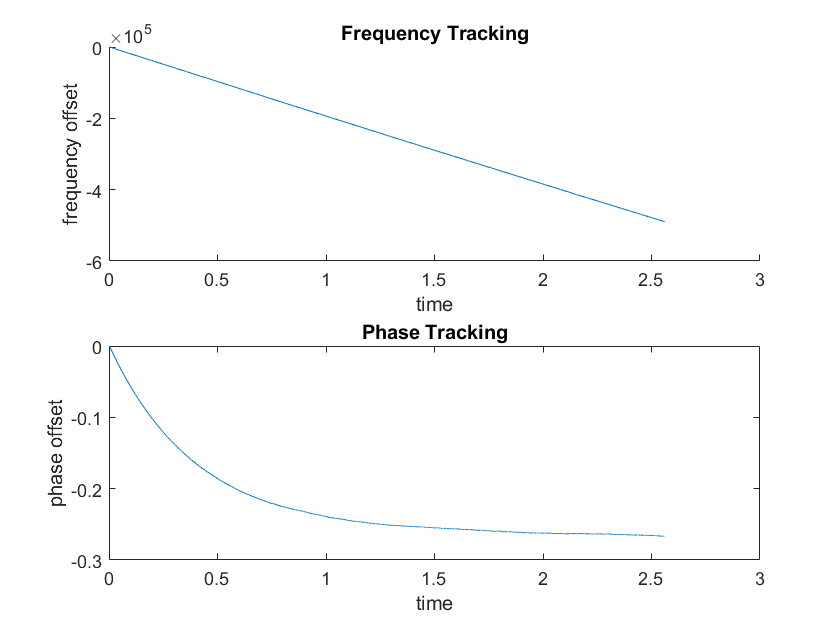 ×10⁵
Frequency Tracking
0
-2
-4
-6
frequency offset
0 0.5 1 1.5 2 2.5 3
time
Phase Tracking
0
-0.1
-0.2
-0.3
phase offset
0 0.5 1 1.5 2 2.5 3
time